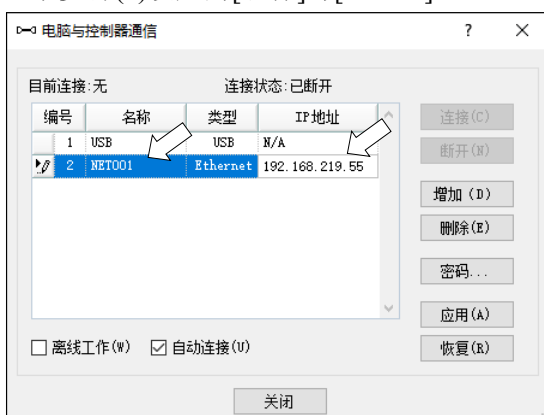 电脑与控制器通信
目前连接:无 连接状态:已断开
编号 名称 类型 IP地址
1 USB USB N/A
2 NET001 Ethernet 192.168.219.55
连接(C)
断开(N)
增加 (D)
删除(E)
密码...
应用(A)
恢复(R)
离线工作(W) 自动连接(U)
关闭